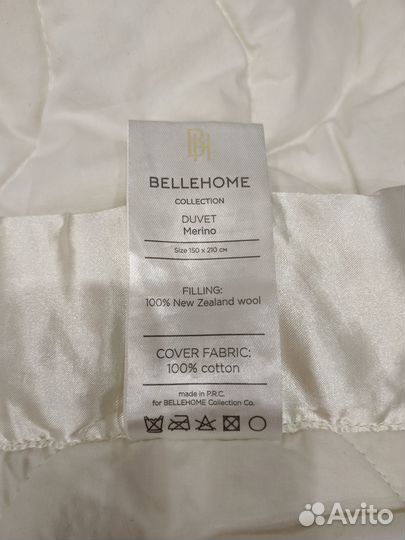 BH
BELLEHOME
COLLECTION
DUVET
Merino
Size 150 x 210 см
FILLING:
100% New Zealand wool
COVER FABRIC:
100% cotton
made in P.R.C.
for BELLEHOME Collection Co.
Avito